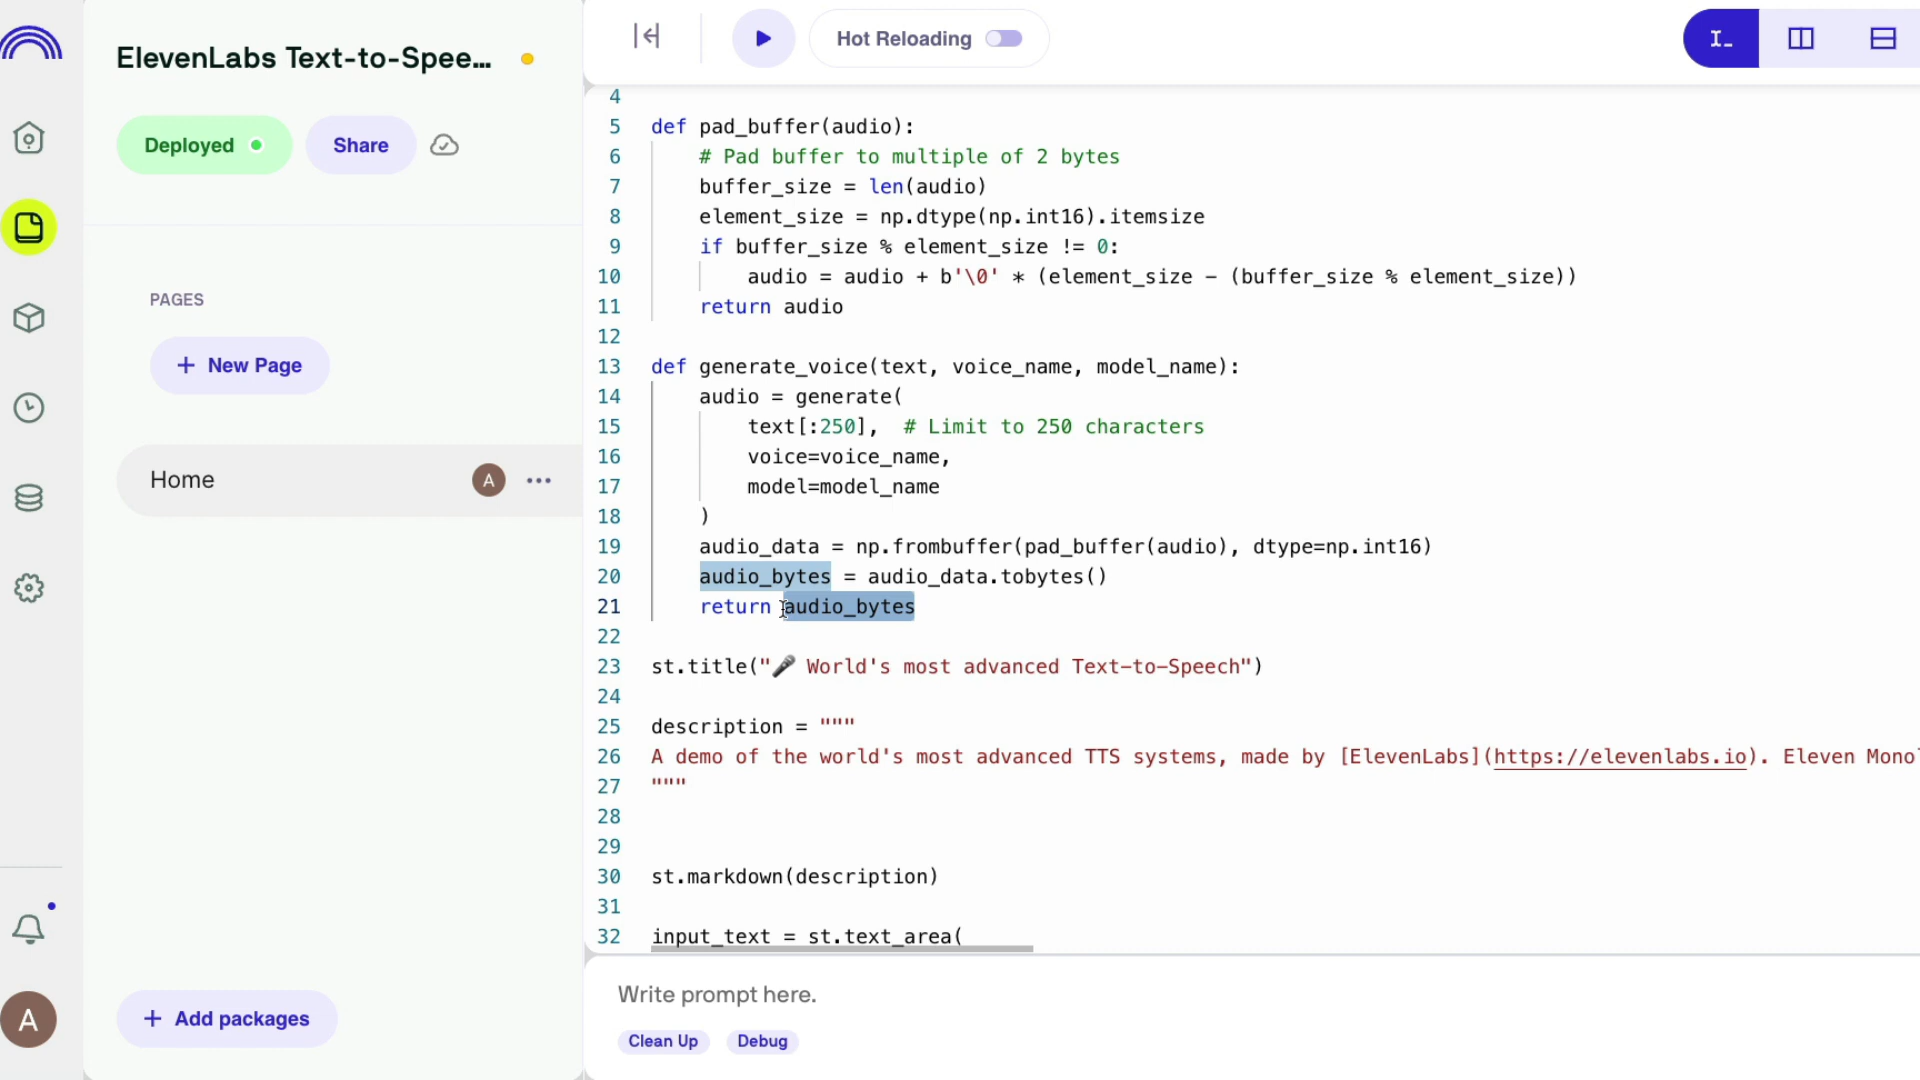 ElevenLabs Text-to-Spee...
Deployed
Share
PAGES
+ New Page
Home
A
A
+ Add packages
Hot Reloading
4
5 def pad_buffer(audio):
6 # Pad buffer to multiple of 2 bytes
7 buffer_size = len(audio)
8 element_size = np.dtype(np.int16).itemsize
9 if buffer_size % element_size != 0:
10 audio = audio + b'\0' * (element_size - (buffer_size % element_size))
11 return audio
12
13 def generate_voice(text, voice_name, model_name):
14 audio = generate(
15 text[:250], # Limit to 250 characters
16 voice=voice_name,
17 model=model_name
18 )
19 audio_data = np.frombuffer(pad_buffer(audio), dtype=np.int16)
20 audio_bytes = audio_data.tobytes()
21 return audio_bytes
22
23 st.title("🎤 World's most advanced Text-to-Speech")
24
25 description = """
26 A demo of the world's most advanced TTS systems, made by [ElevenLabs](https://elevenlabs.io). Eleven Mono
27 """
28
29
30 st.markdown(description)
31
32 input_text = st.text_area(
Write prompt here.
Clean Up
Debug